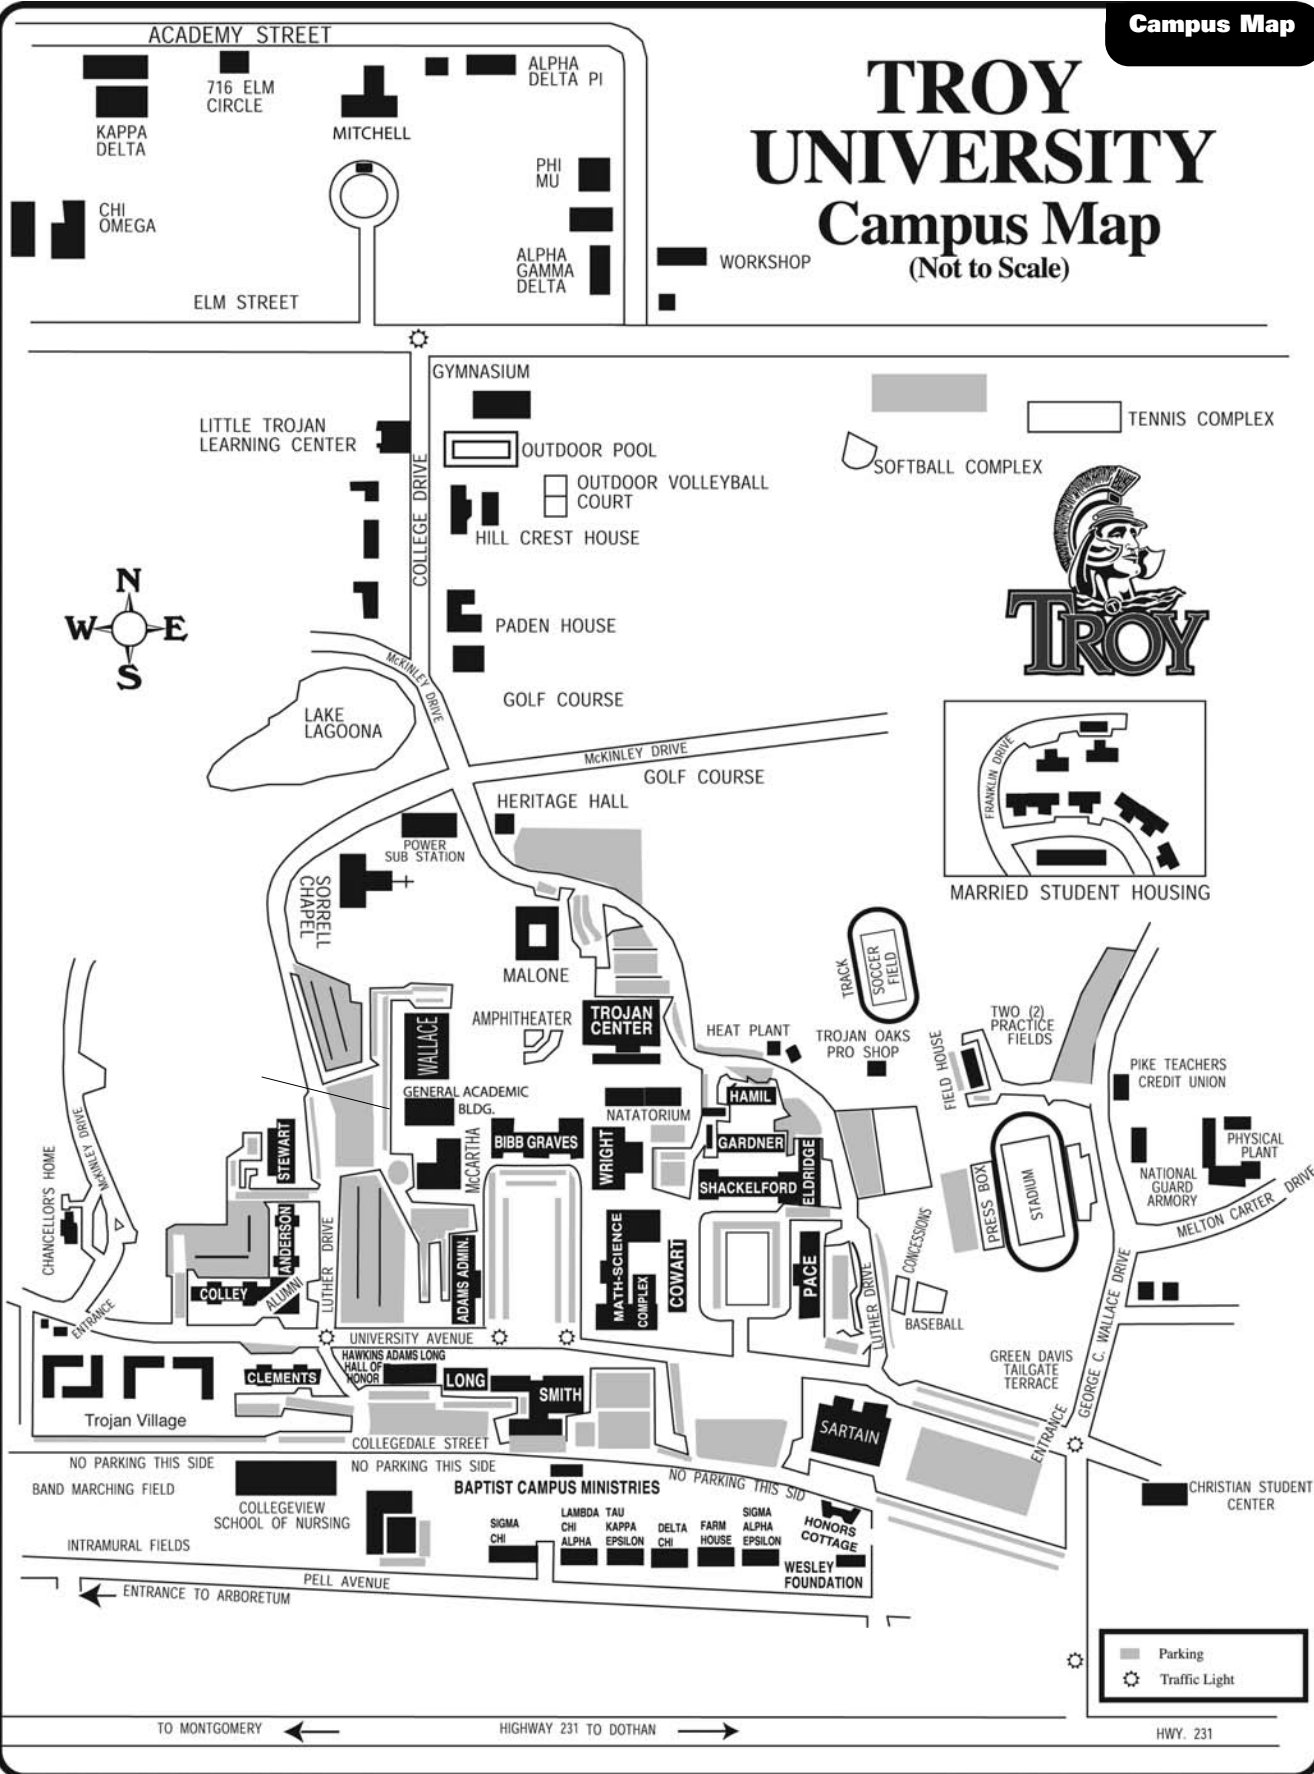 Campus Map
TROY
UNIVERSITY
Campus Map
(Not to Scale)
ACADEMY STREET
KAPPA
DELTA
716 ELM
CIRCLE
MITCHELL
ALPHA
DELTA PI
PHI
MU
CHI
OMEGA
ALPHA
GAMMA
DELTA
WORKSHOP
ELM STREET
GYMNASIUM
LITTLE TROJAN
LEARNING CENTER
OUTDOOR POOL
OUTDOOR VOLLEYBALL
COURT
HILL CREST HOUSE
COLLEGE DRIVE
TENNIS COMPLEX
SOFTBALL COMPLEX
N
W E
S
TROY
PADEN HOUSE
McKINLEY DRIVE
GOLF COURSE
LAKE
LAGOONA
McKINLEY DRIVE
GOLF COURSE
FRANKLIN DRIVE
MARRIED STUDENT HOUSING
HERITAGE HALL
POWER
SUB STATION
SORRELL
CHAPEL
MALONE
TRACK
SOCCER
FIELD
WALLACE
AMPHITHEATER
TROJAN
CENTER
HEAT PLANT
TROJAN OAKS
PRO SHOP
FIELD HOUSE
TWO (2)
PRACTICE
FIELDS
PIKE TEACHERS
CREDIT UNION
GENERAL ACADEMIC
BLDG.
NATATORIUM
HAMIL
McKINLEY DRIVE
CHANCELLOR'S HOME
STEWART
McCARTHA
BIBB GRAVES
WRIGHT
GARDNER
ELDRIDGE
SHACKELFORD
PHYSICAL
PLANT
NATIONAL
GUARD
ARMORY
MELTON CARTER DRIVE
PRESS BOX
STADIUM
ANDERSON
LUTHER DRIVE
ADAMS ADMIN.
MATH-SCIENCE
COMPLEX
COWART
PACE
LUTHER DRIVE
CONCESSIONS
BASEBALL
COLLEY
ALUMNI
ENTRANCE
UNIVERSITY AVENUE
GEORGE C. WALLACE DRIVE
GREEN DAVIS
TAILGATE
TERRACE
ENTRANCE
HAWKINS ADAMS LONG
HALL OF
HONOR
CLEMENTS
LONG
SMITH
Trojan Village
COLLEGEDALE STREET
SARTAIN
NO PARKING THIS SIDE
NO PARKING THIS SIDE
NO PARKING THIS SID
BAND MARCHING FIELD
BAPTIST CAMPUS MINISTRIES
CHRISTIAN STUDENT
CENTER
COLLEGEVIEW
SCHOOL OF NURSING
SIGMA
CHI
LAMBDA
CHI
ALPHA
TAU
KAPPA
EPSILON
DELTA
CHI
FARM
HOUSE
SIGMA
ALPHA
EPSILON
HONORS
COTTAGE
WESLEY
FOUNDATION
INTRAMURAL FIELDS
PELL AVENUE
ENTRANCE TO ARBORETUM
Parking
Traffic Light
TO MONTGOMERY
HIGHWAY 231 TO DOTHAN
HWY. 231